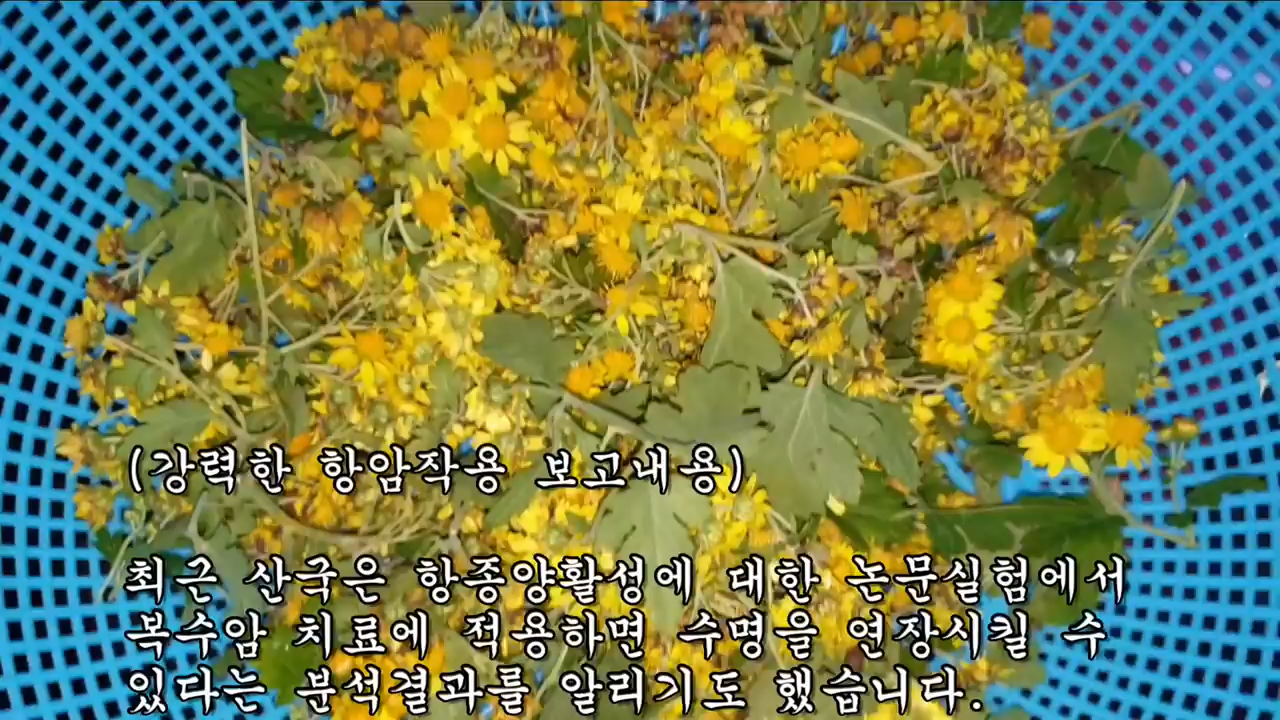 (강력한 항암작용 보고내용)
최근 산국은 항종양활성에 대한 논문실험에서
복수암 치료에 적용하면 수명을 연장시킬 수
있다는 분석결과를 알리기도 했습니다.